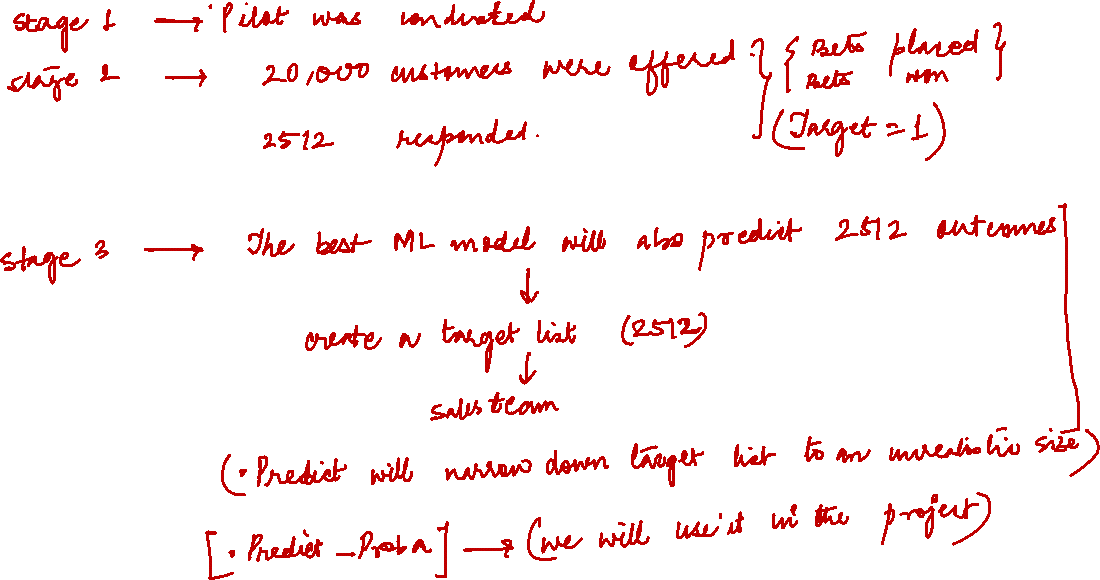 Stage 1 → Pilot was conducted
Stage 2 → 20,000 customers were offered } { Bets placed }
Bets won
2512 responded. (Target = 1)
Stage 3 → The best ML model will also predict 2512 outcomes
↓
create a target list (2512)
↓
Sales team
(• Predict will narrow down target list to an unrealistic size)
[• Predict_Proba] → (we will use it in the project)